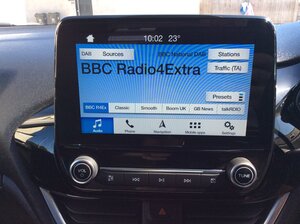 10:02 23°
DAB Sources BBC National DAB Stations
BBC Radio4Extra
Traffic (TA)
Presets
BBC R4Ex Classic Smooth Boom UK GB News talkRADIO
Audio Phone Navigation Mobile apps Settings
VOL TUNE